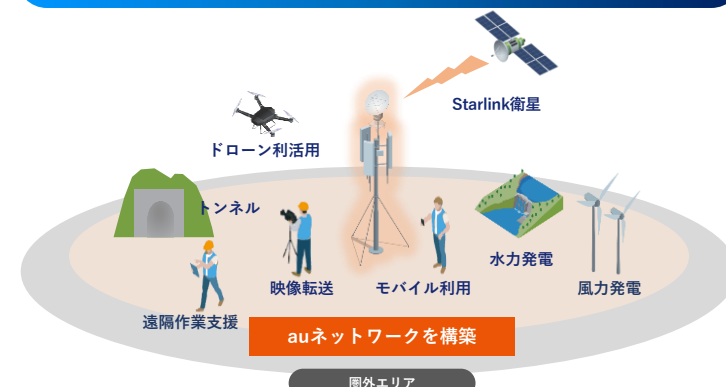 Starlink衛星
ドローン利活用
トンネル
水力発電
映像転送
モバイル利用
風力発電
遠隔作業支援
auネットワークを構築
圏外エリア